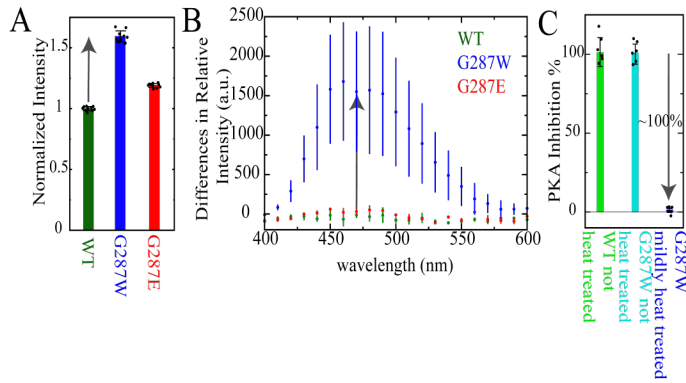 A
Normalized Intensity
1.5
1
0.5
0
WT
G287W
G287E
B
Differences in Relative
Intensity (a.u.)
2500
2000
1500
1000
500
0
WT
G287W
G287E
400
450
500
550
600
wavelength (nm)
C
PKA Inhibition %
100
50
0
~100%
WT not
heat treated
G287W not
heat treated
G287W
mildly heat treated